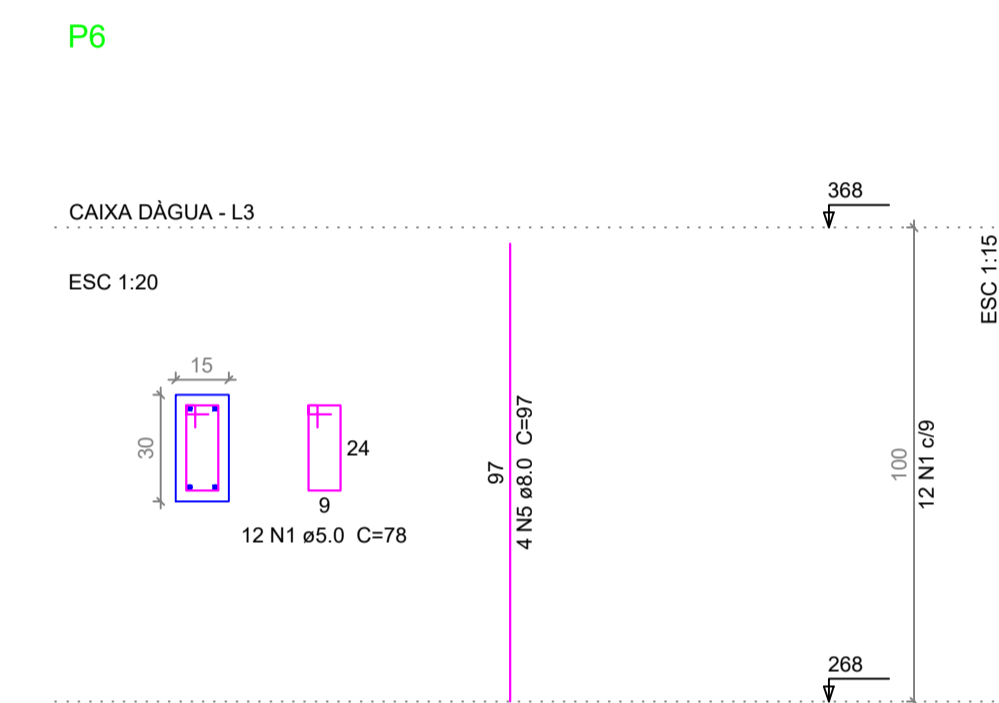 P6
CAIXA DÀGUA - L3
368
ESC 1:20
ESC 1:15
15
30
24
9
12 N1 ø5.0  C=78
97
4 N5 ø8.0  C=97
100
12 N1 c/9
268